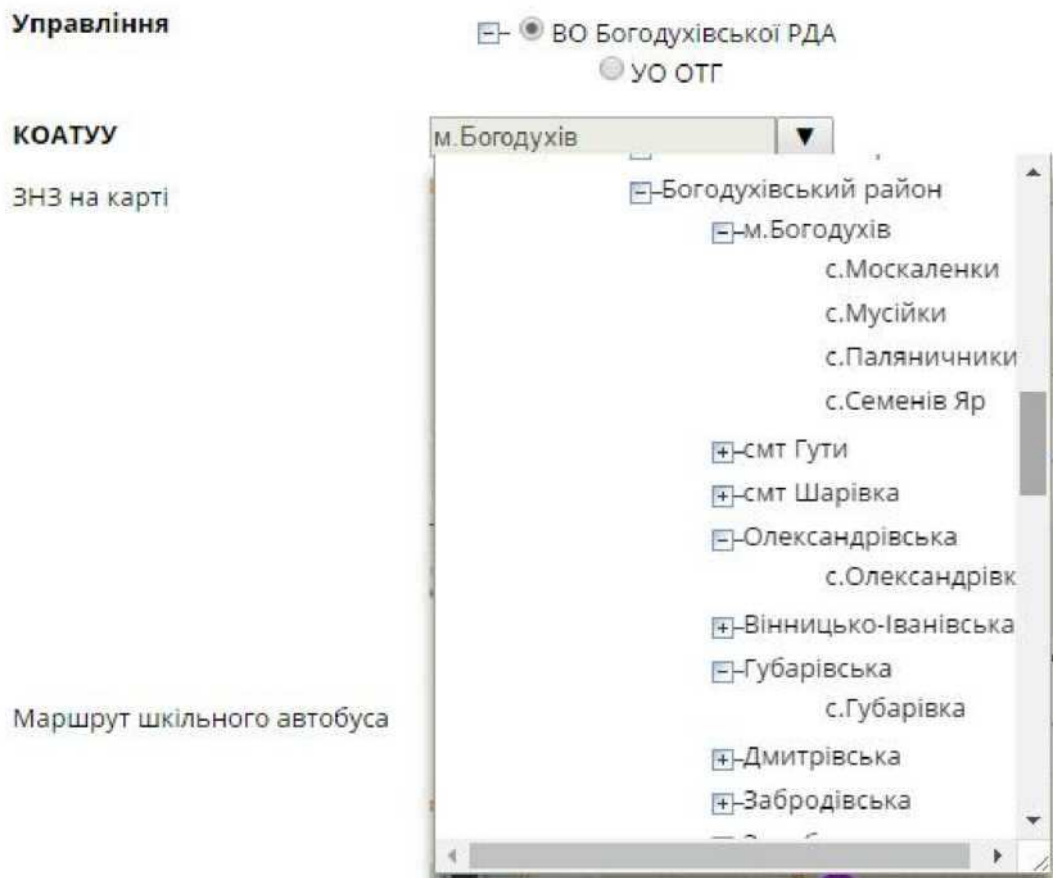 Управління
ВО Богодухівської РДА
УО ОТГ
КОАТУУ
м.Богодухів
ЗНЗ на карті
Богодухівський район
м.Богодухів
с.Москаленки
с.Мусійки
с.Паляничники
с.Семенів Яр
смт Гути
смт Шарівка
Олександрівська
с.Олександрівк
Вінницько-Іванівська
Губарівська
с.Губарівка
Маршрут шкільного автобуса
Дмитрівська
Забродівська